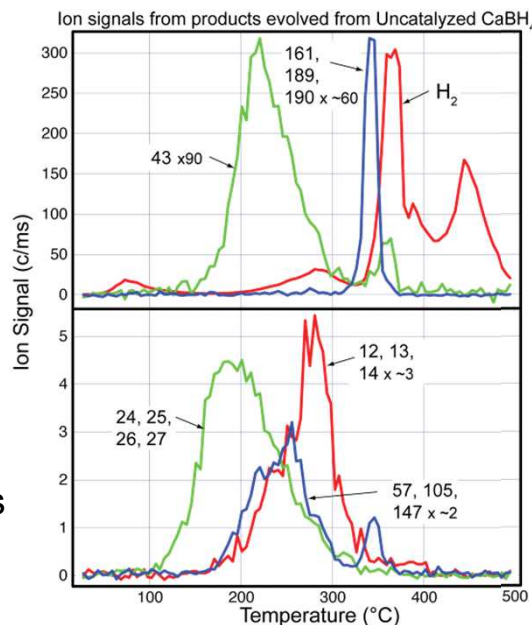 Ion signals from products evolved from Uncatalyzed CaBH
300
250
200
150
100
50
0
43 x90
161,
189,
190 x ~60
H₂
Ion Signal (c/ms)
5
4
3
2
1
0
24, 25,
26, 27
12, 13,
14 x ~3
57, 105,
147 x ~2
s
100 200 300 400 500
Temperature (°C)